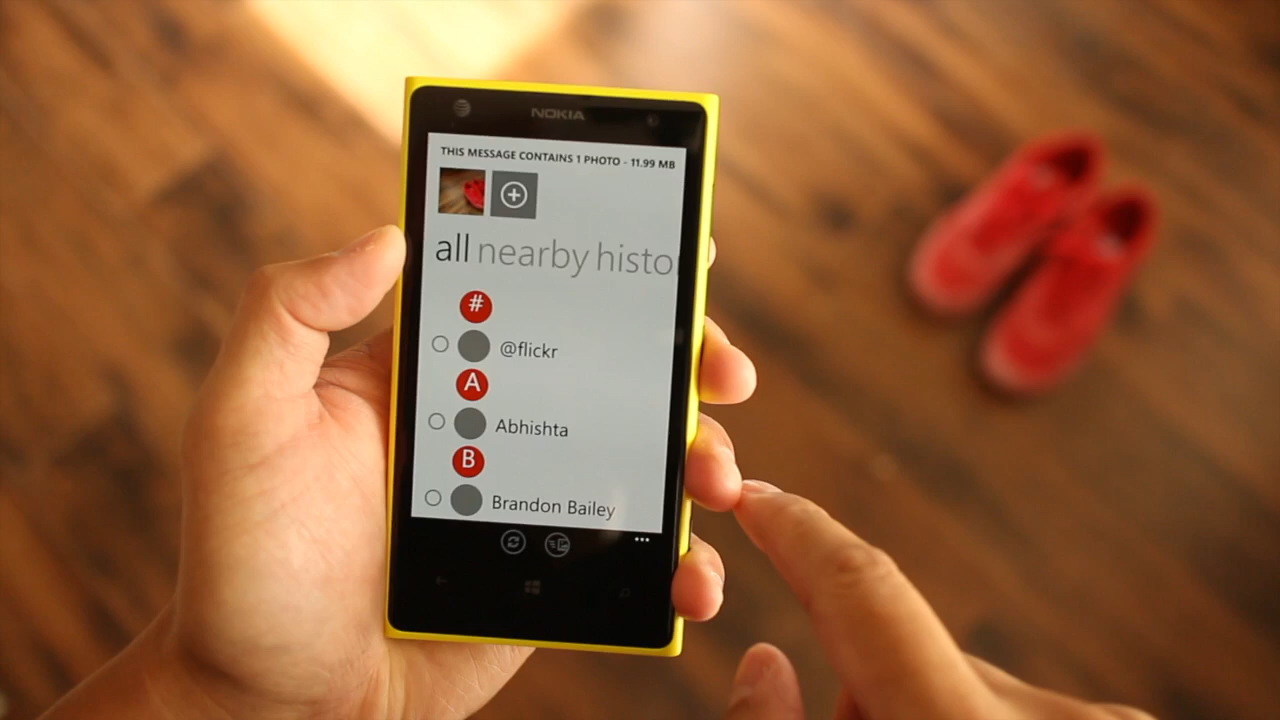 NOKIA
THIS MESSAGE CONTAINS 1 PHOTO - 11.99 MB
all nearby histo
#
@flickr
A
Abhishta
B
Brandon Bailey